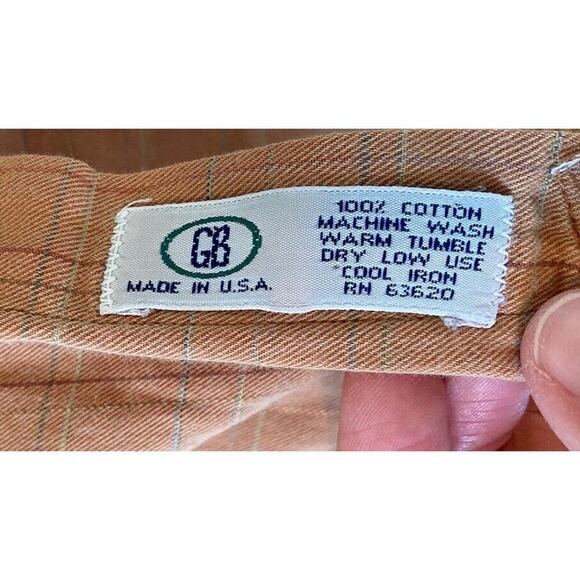 GB
MADE IN U.S.A.
100% COTTON
MACHINE WASH
WARM TUMBLE
DRY LOW USE
COOL IRON
RN 63620